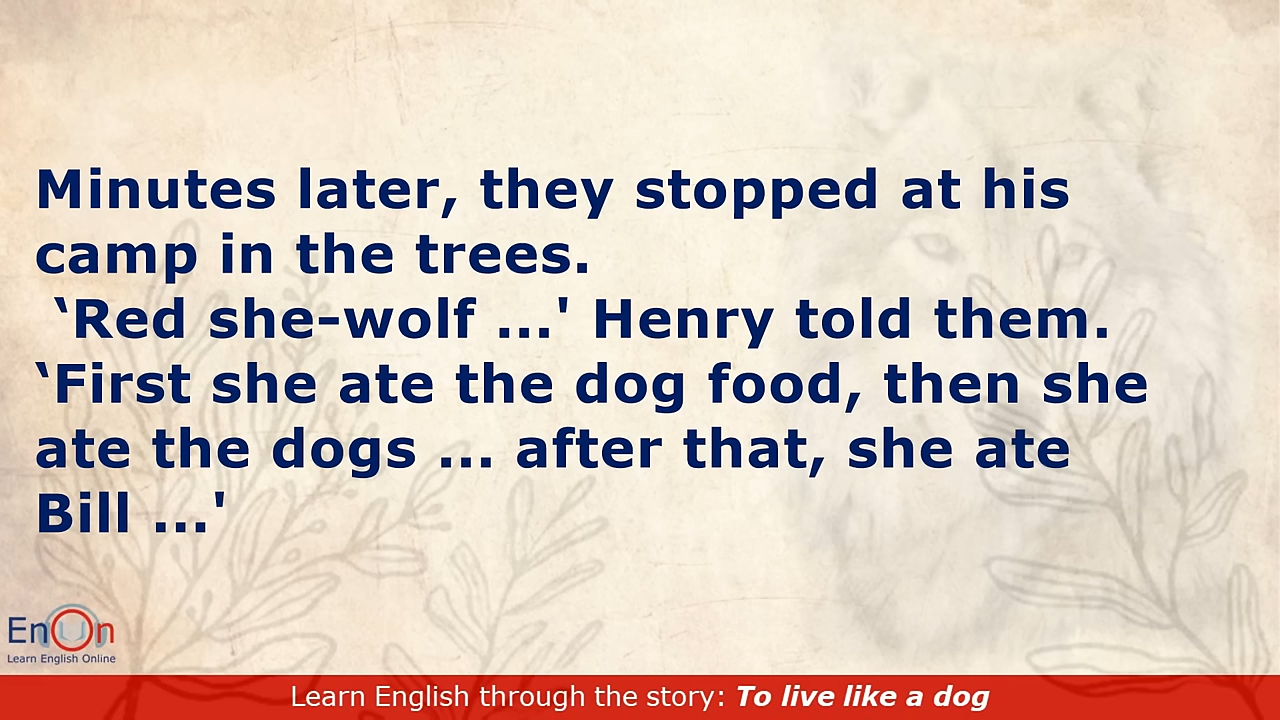 Minutes later, they stopped at his
camp in the trees.
‘Red she-wolf ...' Henry told them.
‘First she ate the dog food, then she
ate the dogs ... after that, she ate
Bill ...'
EnOn
Learn English Online
Learn English through the story: To live like a dog